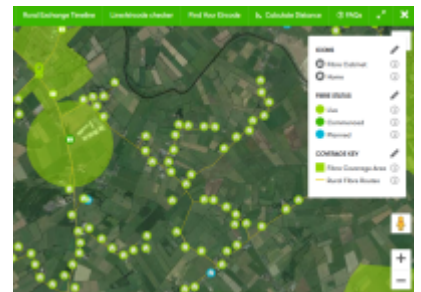 Rural Exchange Timeline
Line/eircode checker
Find Your Eircode
Calculate Distance
FAQs
ICONS
Fibre Cabinet
Home
FIBRE STATUS
Live
Commenced
Planned
COVERAGE KEY
Fibre Coverage Area
Rural Fibre Routes
+
−